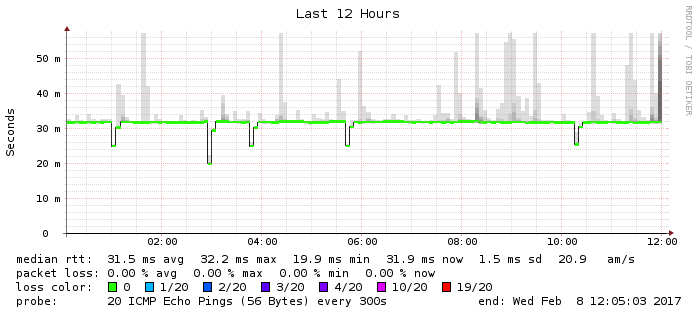 Last 12 Hours
RRDTOOL / TOBI OETIKER
Seconds
50 m
40 m
30 m
20 m
10 m
0
02:00 04:00 06:00 08:00 10:00 12:00
median rtt: 31.5 ms avg 32.2 ms max 19.9 ms min 31.9 ms now 1.5 ms sd 20.9 am/s
packet loss: 0.00 % avg 0.00 % max 0.00 % min 0.00 % now
loss color: 0 1/20 2/20 3/20 4/20 10/20 19/20
probe: 20 ICMP Echo Pings (56 Bytes) every 300s end: Wed Feb 8 12:05:03 2017